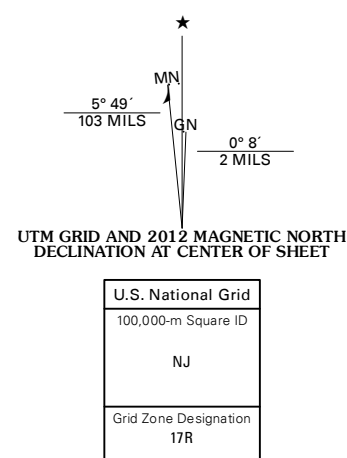 ★
MN
5° 49´
103 MILS
GN
0° 8´
2 MILS
UTM GRID AND 2012 MAGNETIC NORTH
DECLINATION AT CENTER OF SHEET
U.S. National Grid
100,000-m Square ID
NJ
Grid Zone Designation
17R